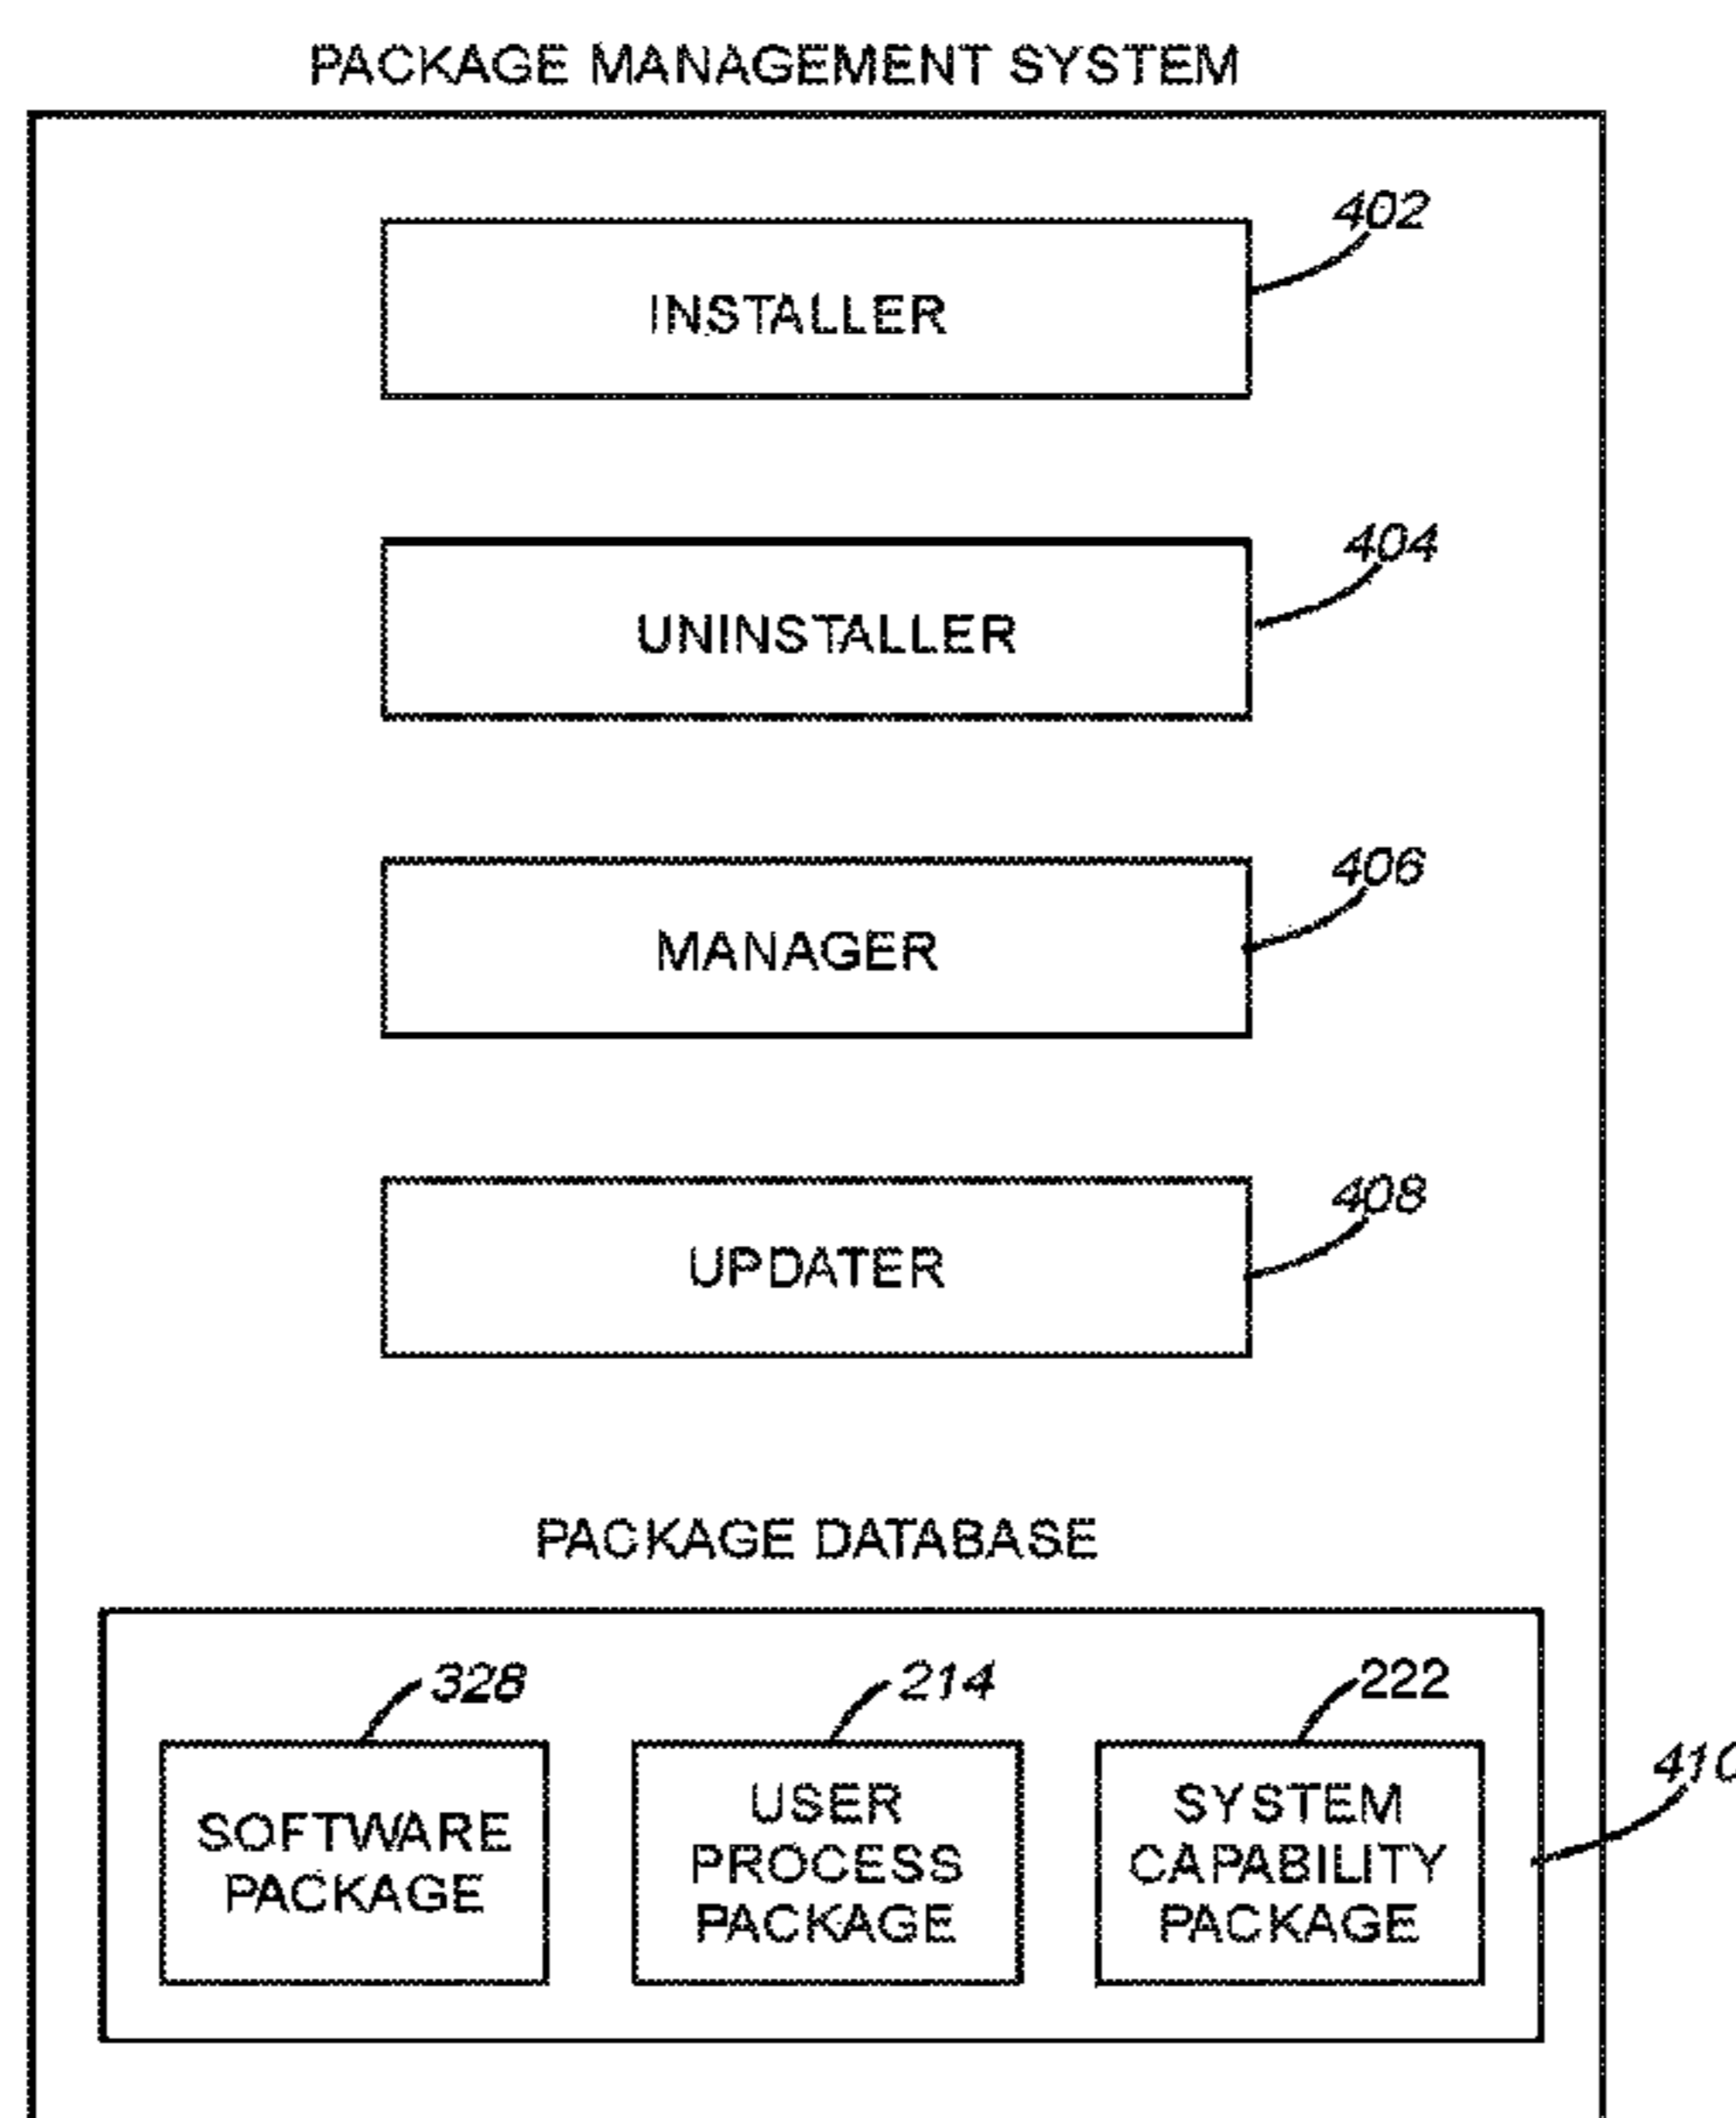 PACKAGE MANAGEMENT SYSTEM
402
INSTALLER
404
UNINSTALLER
406
MANAGER
408
UPDATER
PACKAGE DATABASE
328
214
222
410
SOFTWARE
PACKAGE
USER
PROCESS
PACKAGE
SYSTEM
CAPABILITY
PACKAGE